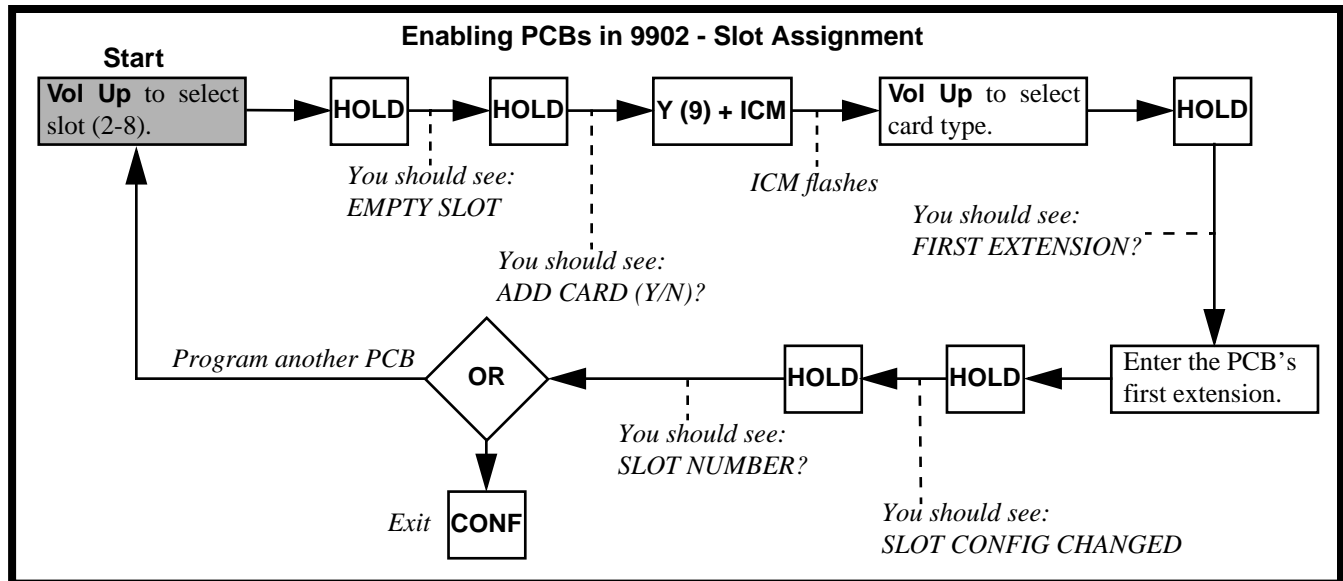 Enabling PCBs in 9902 - Slot Assignment
Start
Vol Up to select
slot (2-8).
HOLD
HOLD
Y (9) + ICM
Vol Up to select
card type.
HOLD
You should see:
EMPTY SLOT
ICM flashes
You should see:
FIRST EXTENSION?
You should see:
ADD CARD (Y/N)?
Program another PCB
OR
HOLD
HOLD
Enter the PCB’s
first extension.
You should see:
SLOT NUMBER?
Exit
CONF
You should see:
SLOT CONFIG CHANGED